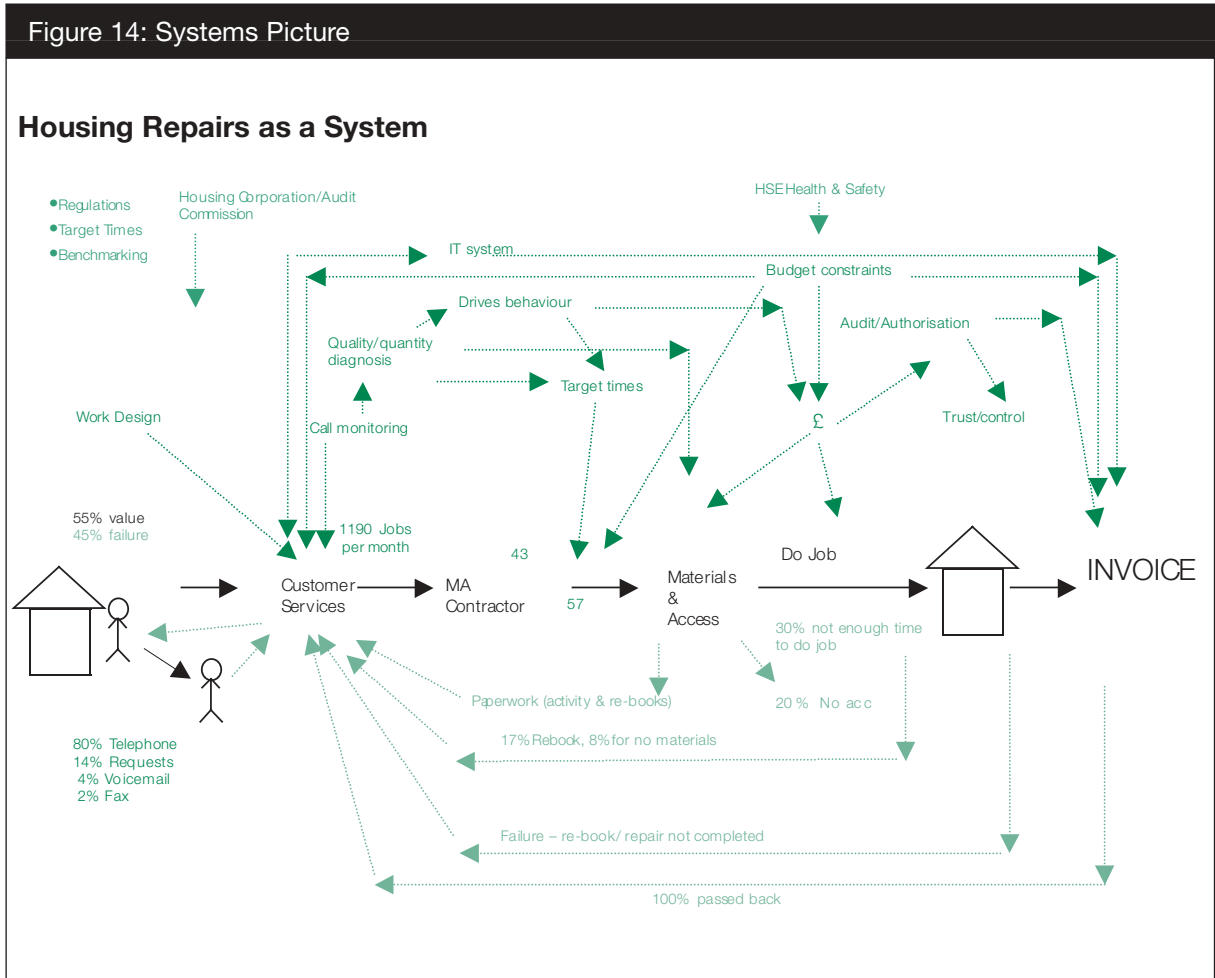 Figure 14: Systems Picture
Housing Repairs as a System
•Regulations
•Target Times
•Benchmarking
Housing Corporation/Audit
Commission
HSE Health & Safety
IT system
Budget constraints
Drives behaviour
Audit/Authorisation
Quality/quantity
diagnosis
Target times
Work Design
Call monitoring
£
Trust/control
55% value
45% failure
1190 Jobs
per month
43
57
Do Job
Customer
Services
MA
Contractor
Materials
&
Access
INVOICE
30% not enough time
to do job
Paperwork (activity & re-books)
20% No acc
17% Rebook, 8% for no materials
80% Telephone
14% Requests
4% Voicemail
2% Fax
Failure – re-book/ repair not completed
100% passed back